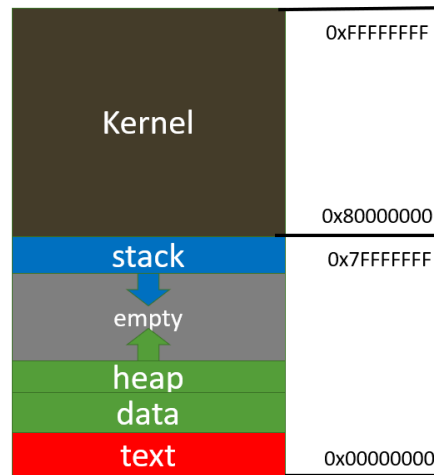 0xFFFFFFFF
Kernel
0x80000000
stack
0x7FFFFFFF
empty
heap
data
text
0x00000000